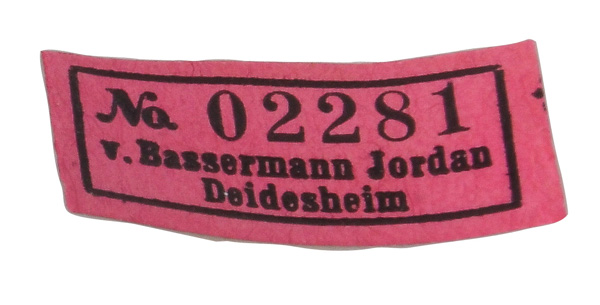 No. 02281
v. Bassermann Jordan
Deidesheim